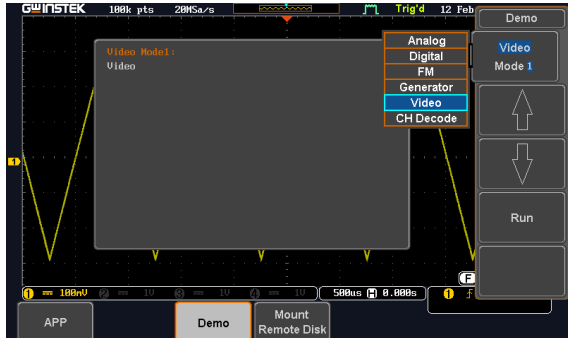 GWINSTEK 100k pts 20MSa/s Trig'd 12 Feb
Demo
Video
Mode 1
Analog
Digital
FM
Generator
Video
CH Decode
Video Mode1:
Video
1
Run
F
1 100mV 2 1V 3 1V 4 1V 500us H 0.000s 1
APP
Demo
Mount
Remote Disk